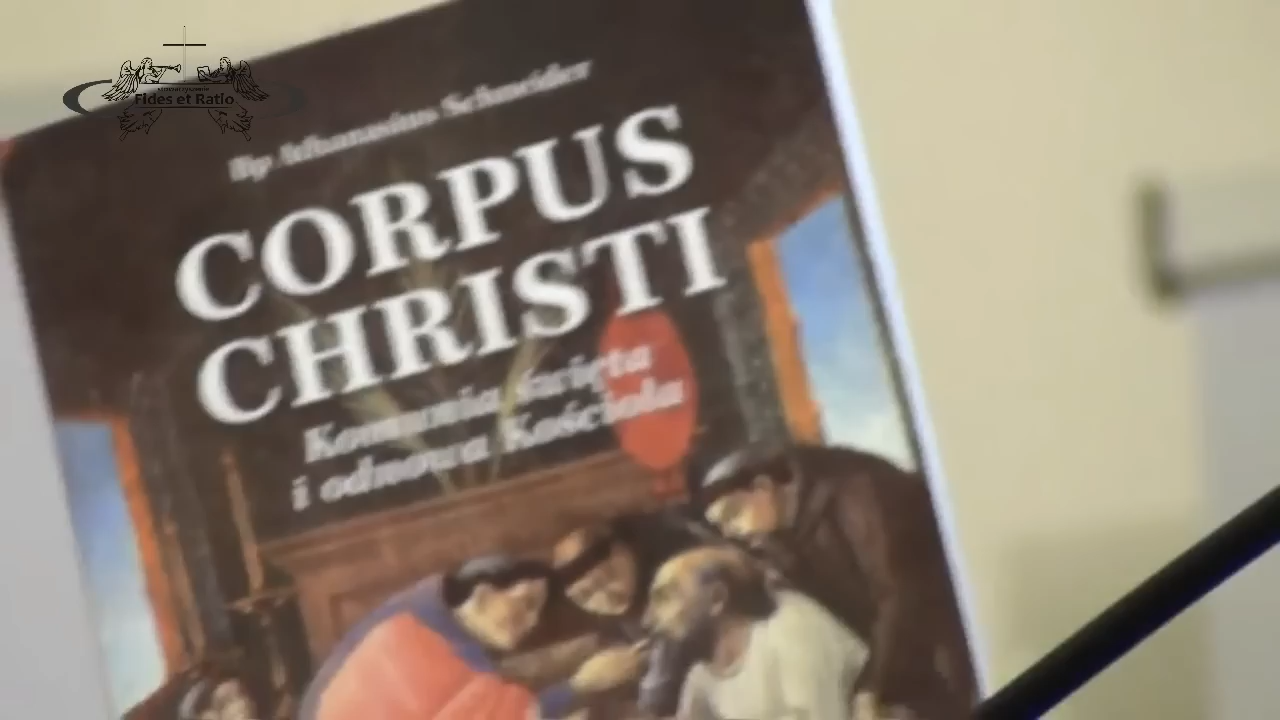 Fides et Ratio
Bp Athanasius Schneider
CORPUS
CHRISTI
Komunia święta
i odnowa Kościoła